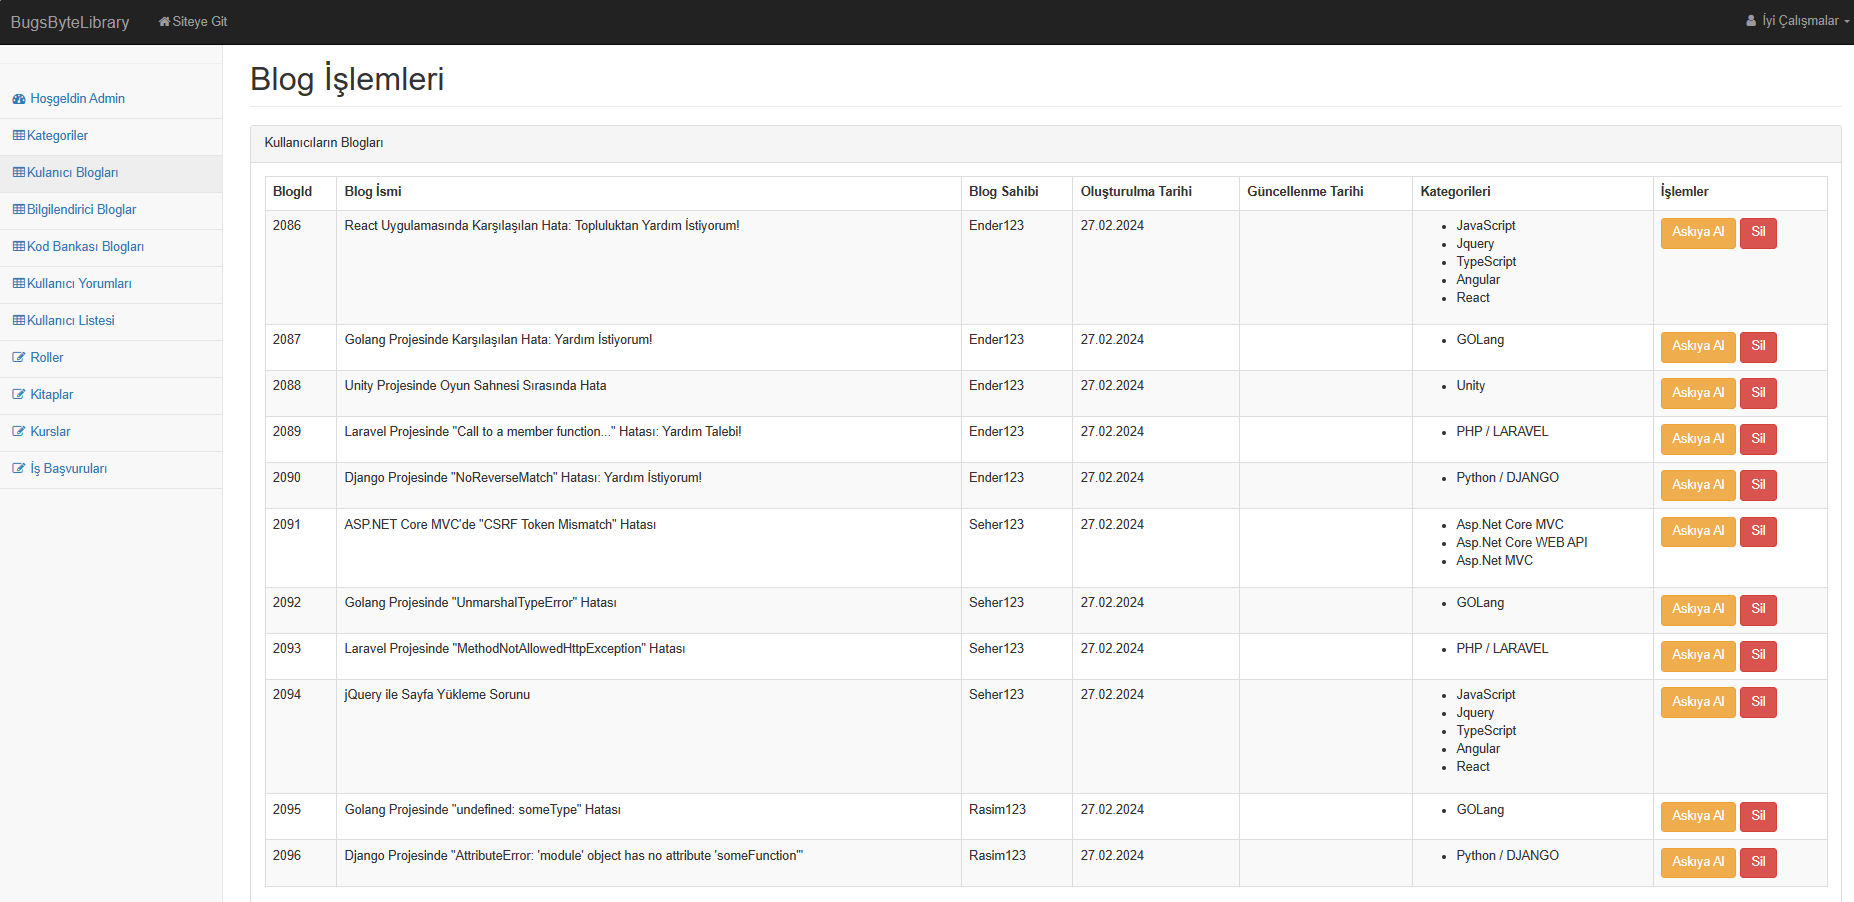 BugsByteLibrary Siteye Git İyi Çalışmalar
Hoşgeldin Admin
Kategoriler
Kulanıcı Blogları
Bilgilendirici Bloglar
Kod Bankası Blogları
Kullanıcı Yorumları
Kullanıcı Listesi
Roller
Kitaplar
Kurslar
İş Başvuruları
Blog İşlemleri
Kullanıcıların Blogları
BlogId Blog İsmi Blog Sahibi Oluşturulma Tarihi Güncellenme Tarihi Kategorileri İşlemler
2086 React Uygulamasında Karşılaşılan Hata: Topluluktan Yardım İstiyorum! Ender123 27.02.2024 JavaScript Askıya Al Sil
Jquery
TypeScript
Angular
React
2087 Golang Projesinde Karşılaşılan Hata: Yardım İstiyorum! Ender123 27.02.2024 GOLang Askıya Al Sil
2088 Unity Projesinde Oyun Sahnesi Sırasında Hata Ender123 27.02.2024 Unity Askıya Al Sil
2089 Laravel Projesinde "Call to a member function..." Hatası: Yardım Talebi! Ender123 27.02.2024 PHP / LARAVEL Askıya Al Sil
2090 Django Projesinde "NoReverseMatch" Hatası: Yardım İstiyorum! Ender123 27.02.2024 Python / DJANGO Askıya Al Sil
2091 ASP.NET Core MVC'de "CSRF Token Mismatch" Hatası Seher123 27.02.2024 Asp.Net Core MVC Askıya Al Sil
Asp.Net Core WEB API
Asp.Net MVC
2092 Golang Projesinde "UnmarshalTypeError" Hatası Seher123 27.02.2024 GOLang Askıya Al Sil
2093 Laravel Projesinde "MethodNotAllowedHttpException" Hatası Seher123 27.02.2024 PHP / LARAVEL Askıya Al Sil
2094 jQuery ile Sayfa Yükleme Sorunu Seher123 27.02.2024 JavaScript Askıya Al Sil
Jquery
TypeScript
Angular
React
2095 Golang Projesinde "undefined: someType" Hatası Rasim123 27.02.2024 GOLang Askıya Al Sil
2096 Django Projesinde "AttributeError: 'module' object has no attribute 'someFunction'" Rasim123 27.02.2024 Python / DJANGO Askıya Al Sil